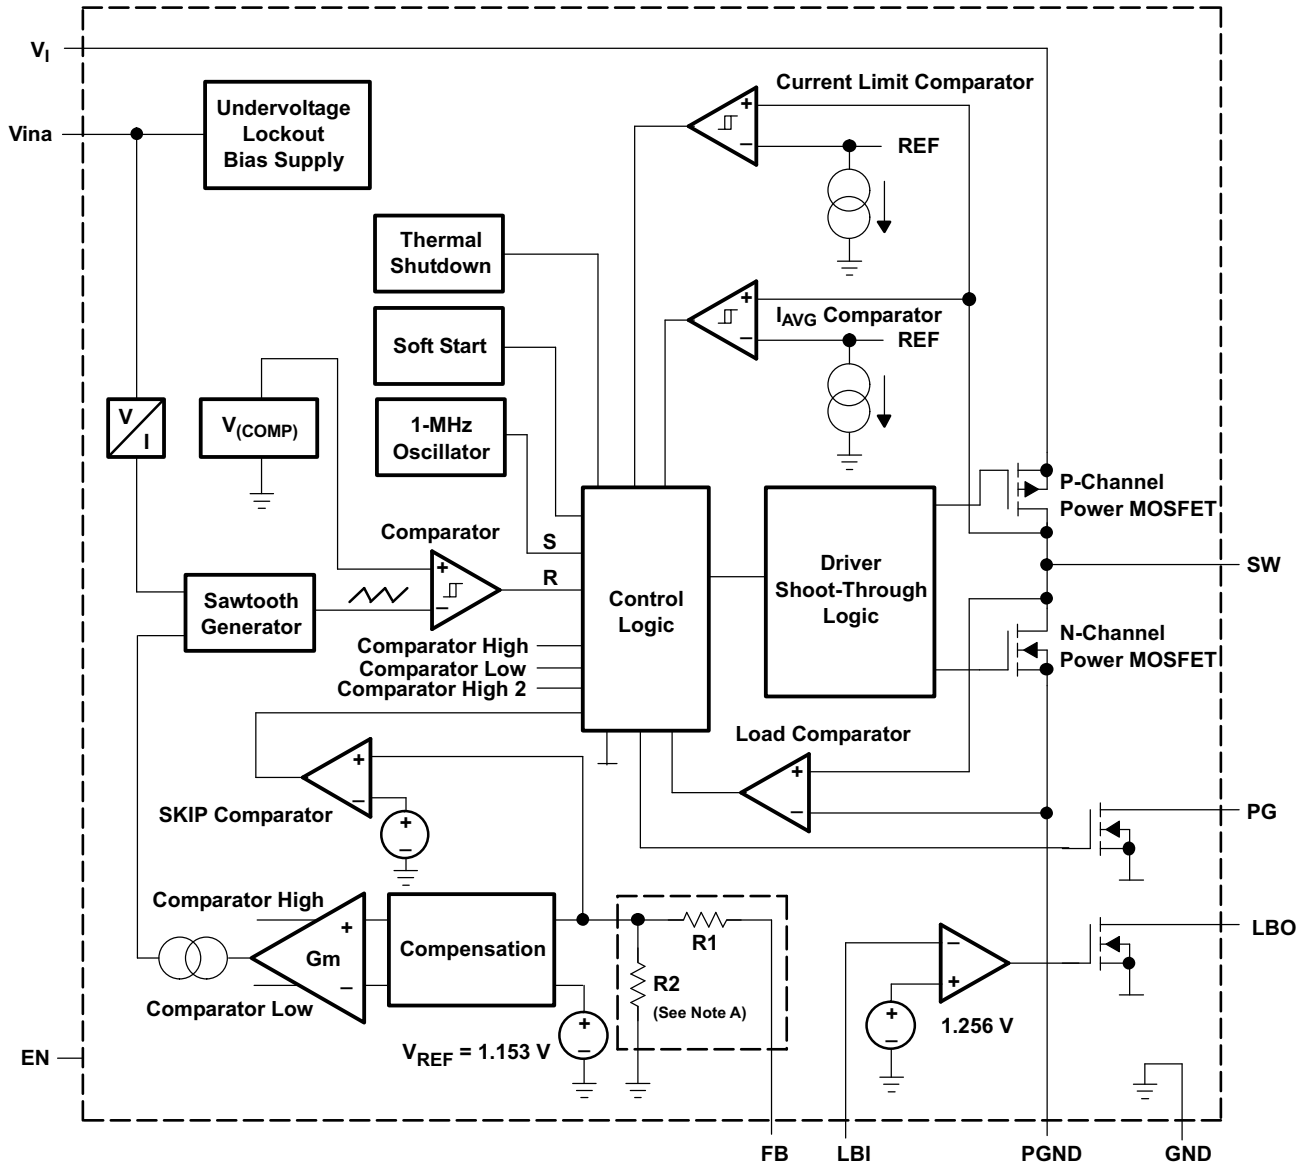 V_I
Current Limit Comparator
Undervoltage
Lockout
Bias Supply
Vina
+
−
REF
Thermal
Shutdown
+
I_AVG Comparator
−
REF
Soft Start
V
I
V_(COMP)
1-MHz
Oscillator
P-Channel
Power MOSFET
Comparator
S
+
−
R
SW
Sawtooth
Generator
Control
Logic
Driver
Shoot-Through
Logic
N-Channel
Power MOSFET
Comparator High
Comparator Low
Comparator High 2
Load Comparator
+
−
+
−
SKIP Comparator
+
−
PG
Comparator High
+
Gm
−
Comparator Low
Compensation
R1
R2
(See Note A)
−
+
LBO
+
−
1.256 V
V_REF = 1.153 V
+
−
EN
FB
LBI
PGND
GND